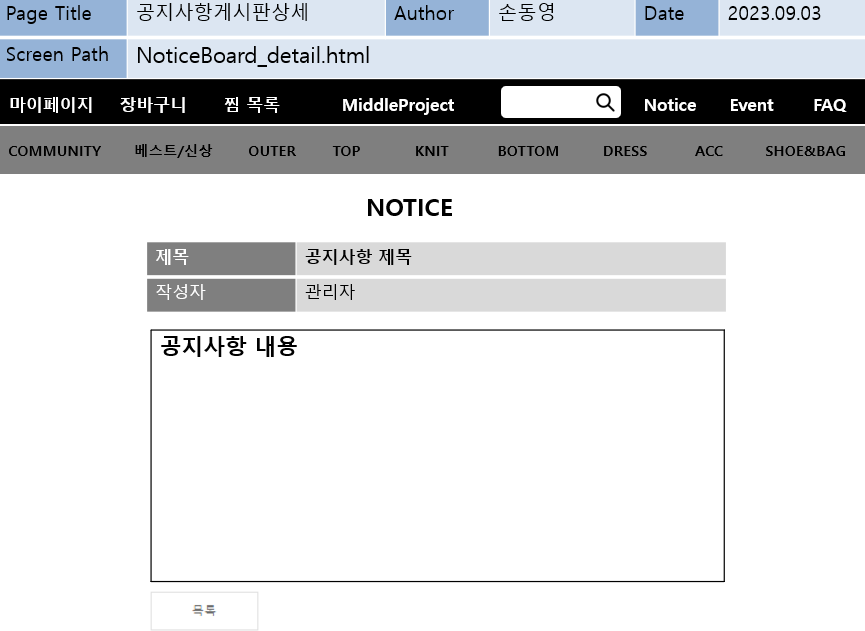 Page Title 공지사항게시판상세 Author 손동영 Date 2023.09.03
Screen Path NoticeBoard_detail.html
마이페이지 장바구니 찜 목록 MiddleProject Notice Event FAQ
COMMUNITY 베스트/신상 OUTER TOP KNIT BOTTOM DRESS ACC SHOE&BAG
NOTICE
제목 공지사항 제목
작성자 관리자
공지사항 내용
목록